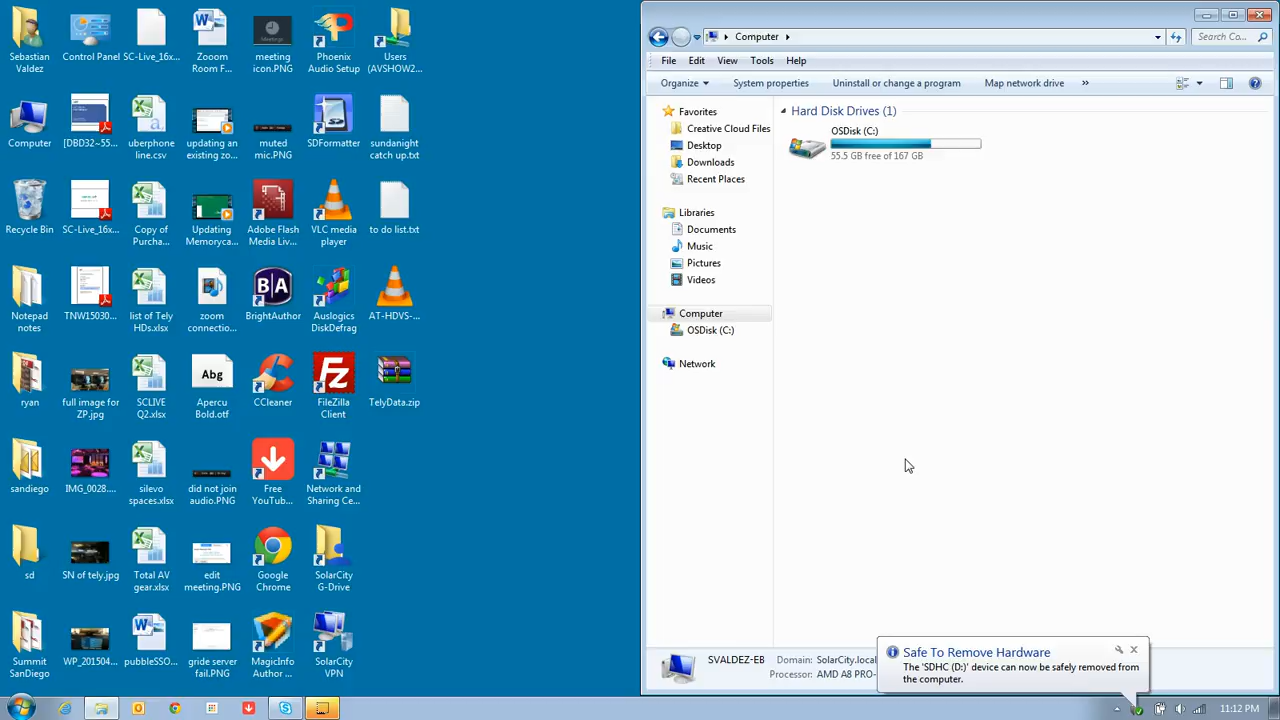 Sebastian
Valdez
Control Panel
SC-Live_16x...
Zooom
Room F...
meeting
icon.PNG
Phoenix
Audio Setup
Users
(AVSHOW2...
Computer
[DBD32~55...
uberphone
line.csv
updating an
existing zo...
muted
mic.PNG
SDFormatter
sundanight
catch up.txt
Recycle Bin
SC-Live_16x...
Copy of
Purcha...
Updating
Memoryca...
Adobe Flash
Media Liv...
VLC media
player
to do list.txt
Notepad
notes
TNW15030...
list of Tely
HDs.xlsx
zoom
connectio...
B|A
BrightAuthor
Auslogics
DiskDefrag
AT-HDVS-...
ryan
full image for
ZP.jpg
SCLIVE
Q2.xlsx
Abg
Apercu
Bold.otf
CCleaner
Fz
FileZilla
Client
TelyData.zip
sandiego
IMG_0028....
silevo
spaces.xlsx
did not join
audio.PNG
Free
YouTub...
Network and
Sharing Ce...
sd
SN of tely.jpg
Total AV
gear.xlsx
edit
meeting.PNG
Google
Chrome
SolarCity
G-Drive
Summit
SanDiego
WP_201504...
pubbleSSO...
gride server
fail.PNG
MagicInfo
Author ...
SolarCity
VPN
Computer
Search Co...
File Edit View Tools Help
Organize System properties Uninstall or change a program Map network drive »
Favorites
Creative Cloud Files
Desktop
Downloads
Recent Places
Libraries
Documents
Music
Pictures
Videos
Computer
OSDisk (C:)
Network
Hard Disk Drives (1)
OSDisk (C:)
55.5 GB free of 167 GB
SVALDEZ-EB Domain: SolarCity.local
Processor: AMD A8 PRO-
Safe To Remove Hardware
The 'SDHC (D:)' device can now be safely removed from
the computer.
11:12 PM